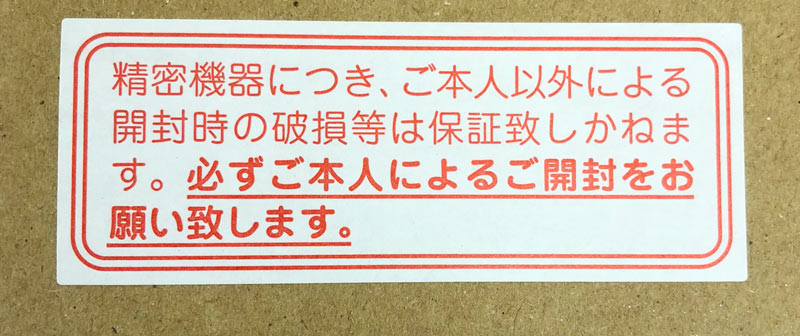 精密機器につき、ご本人以外による
開封時の破損等は保証致しかねま
す。必ずご本人によるご開封をお
願い致します。